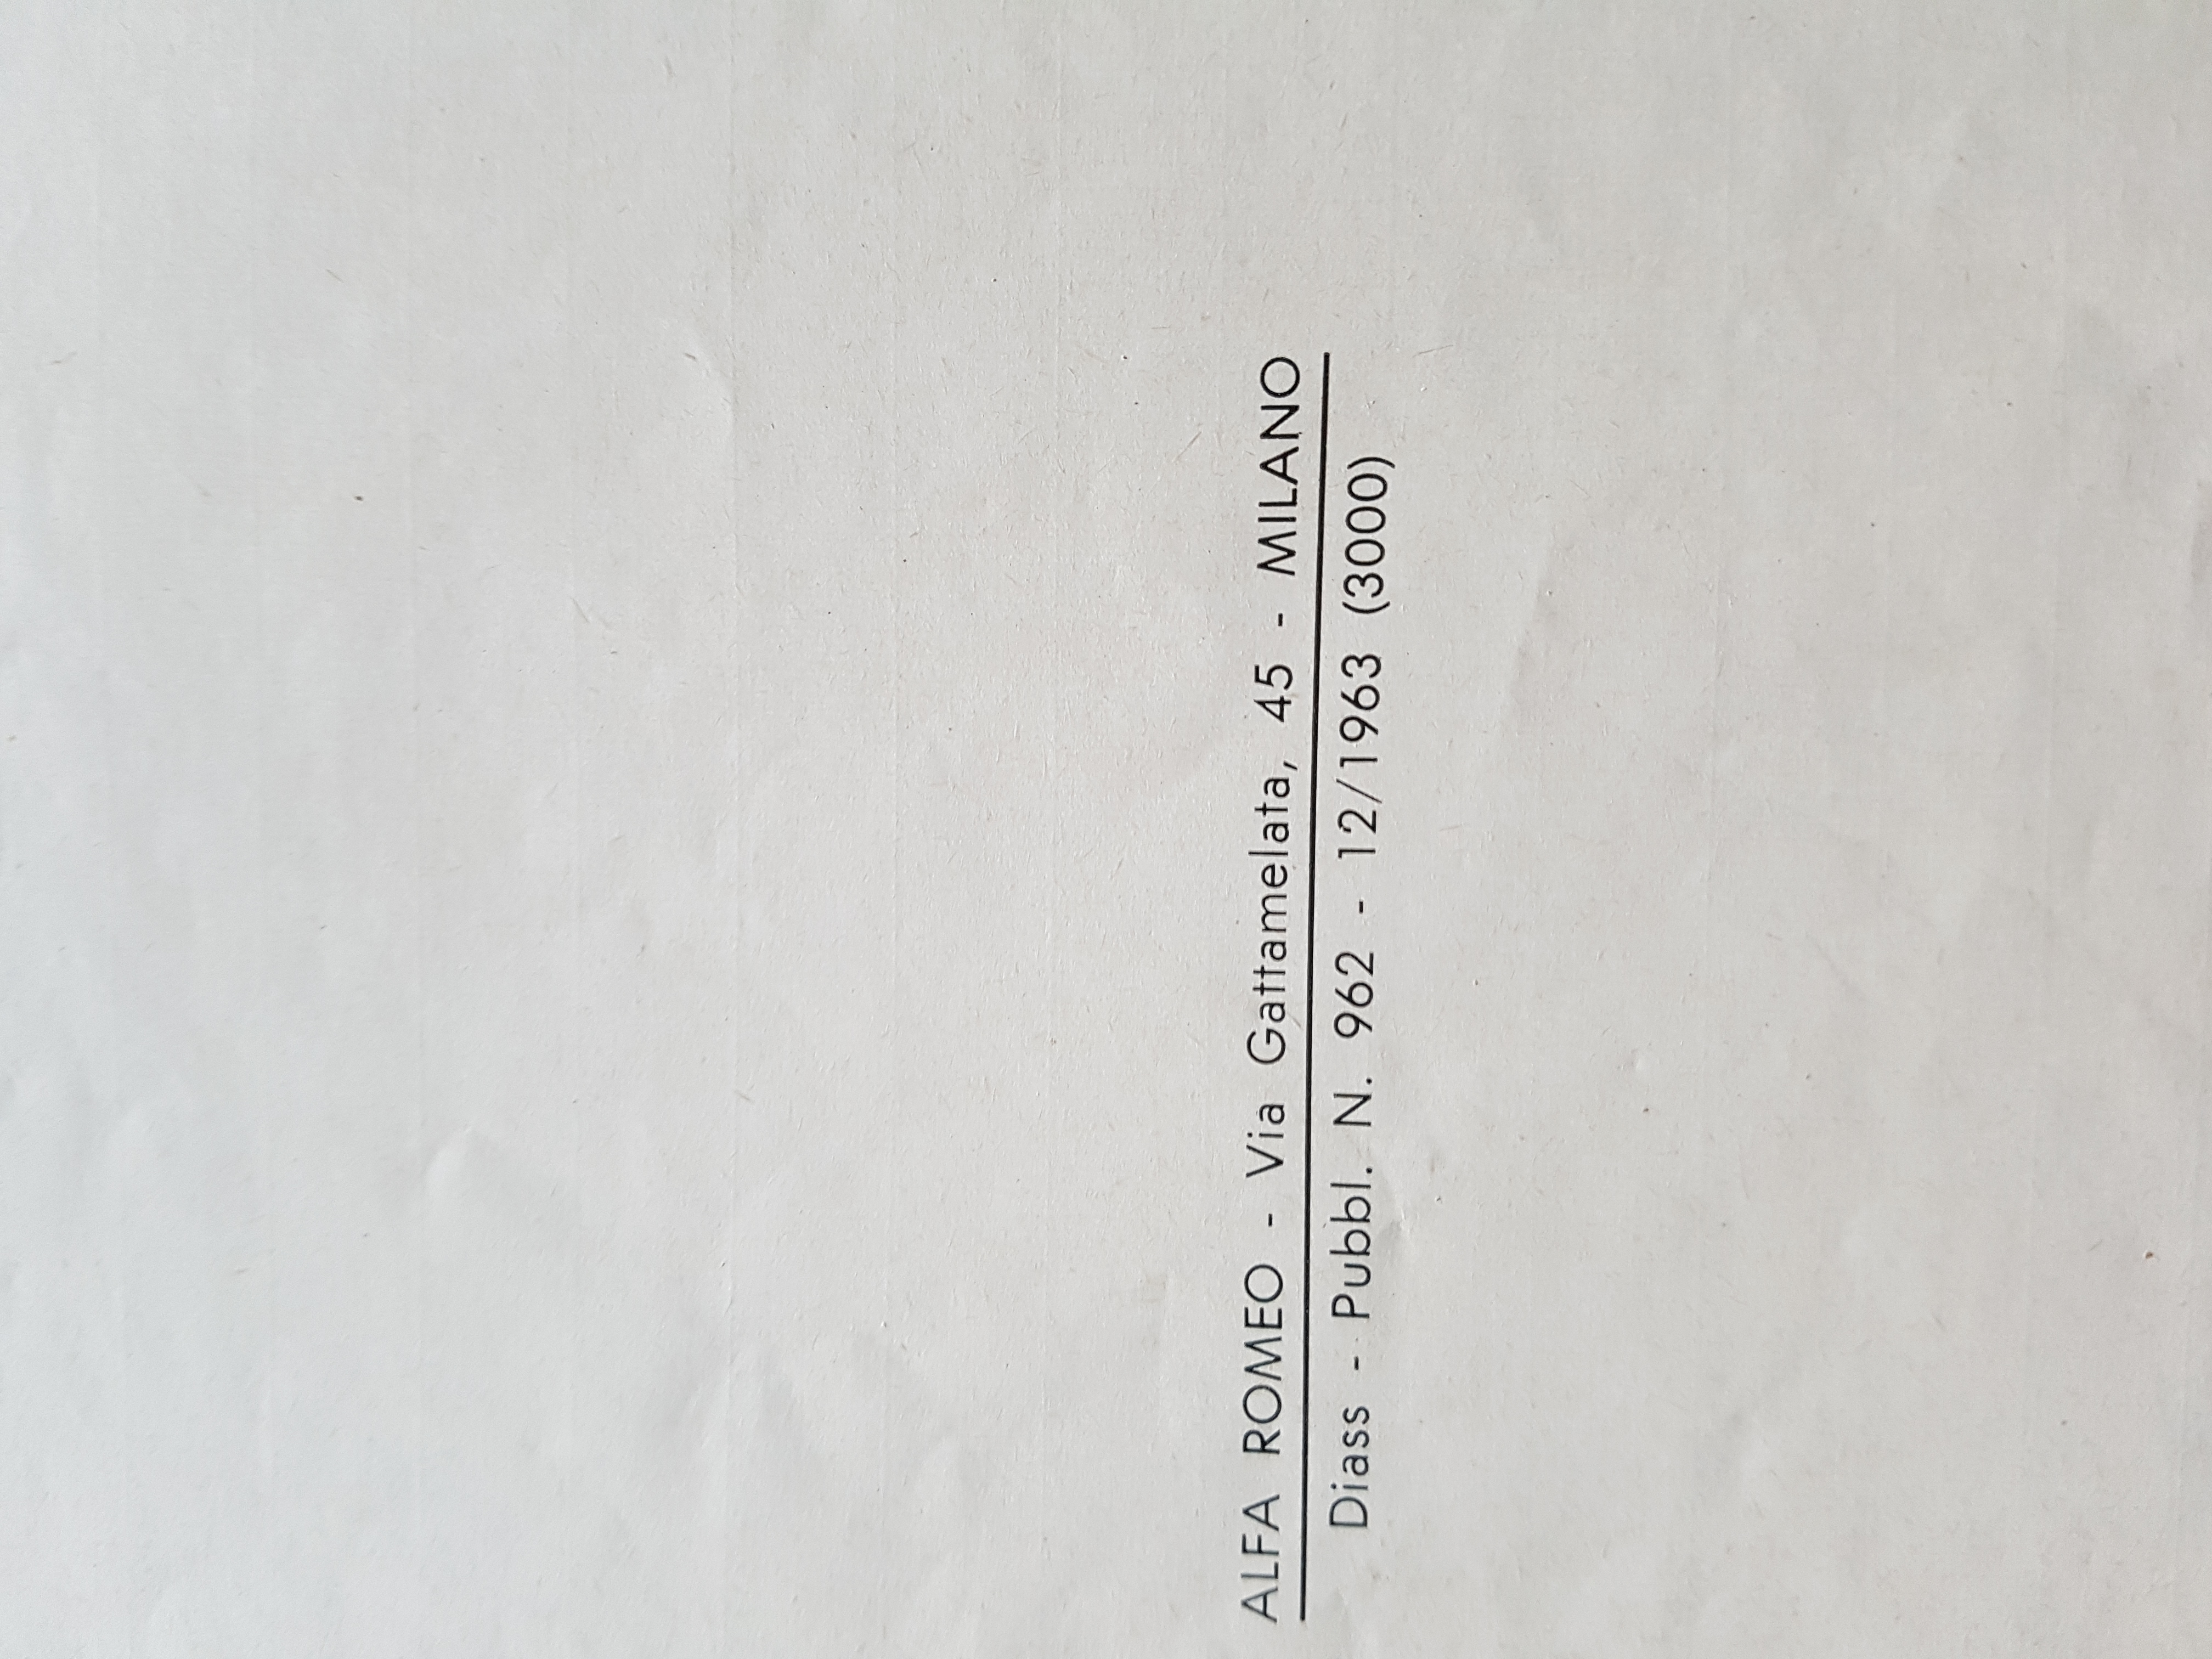 ALFA ROMEO - Via Gattamelata, 45 - MILANO
Diass - Pubbl. N. 962 - 12/1963 (3000)